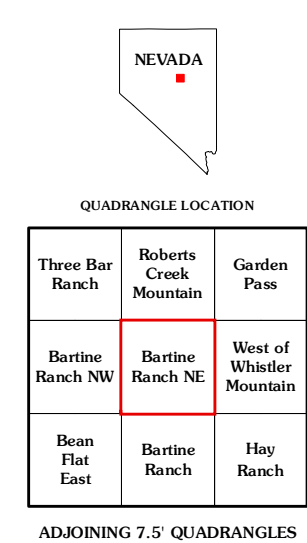 NEVADA
QUADRANGLE LOCATION
Three Bar
Ranch
Roberts
Creek
Mountain
Garden
Pass
Bartine
Ranch NW
Bartine
Ranch NE
West of
Whistler
Mountain
Bean
Flat
East
Bartine
Ranch
Hay
Ranch
ADJOINING 7.5' QUADRANGLES